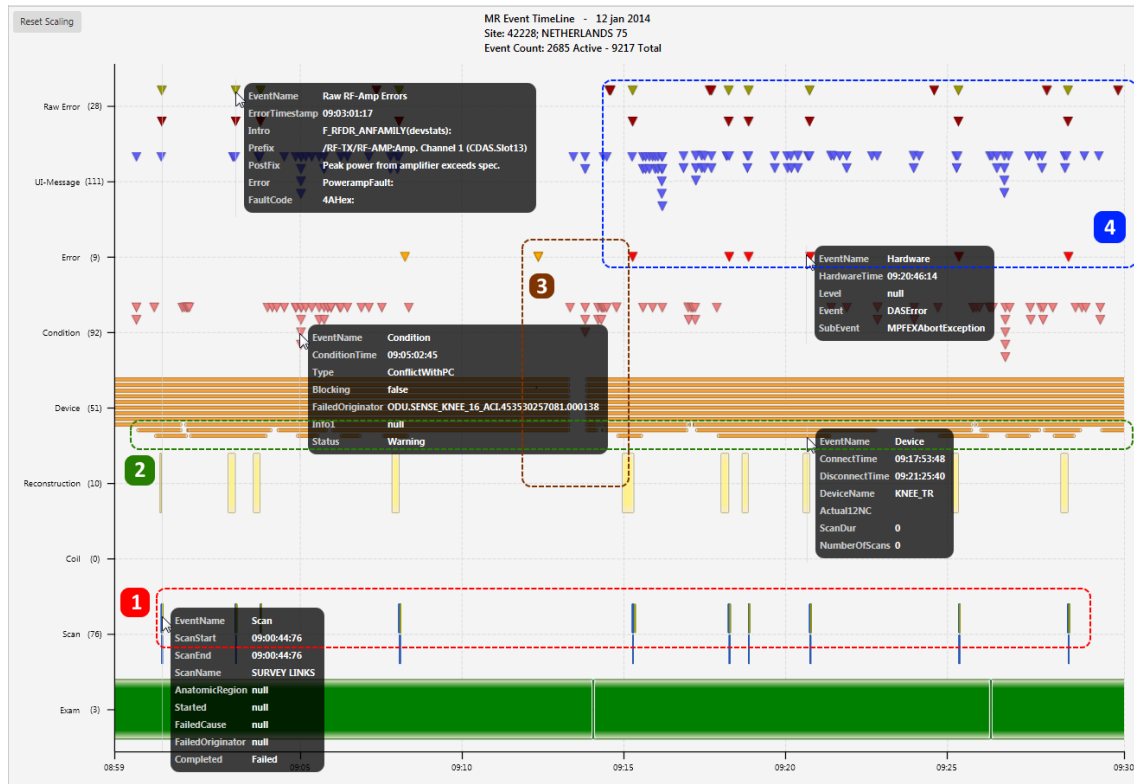 Reset Scaling
MR Event TimeLine - 12 jan 2014
Site: 42228; NETHERLANDS 75
Event Count: 2685 Active - 9217 Total
Raw Error (28)
EventName Raw RF-Amp Errors
ErrorTimestamp 09:03:01:17
Intro F_RFDR_ANFAMILY(devstats):
Prefix /RF-TX/RF-AMP:Amp. Channel 1 (CDAS.Slot13)
PostFix Peak power from amplifier exceeds spec.
Error PowerampFault:
FaultCode 4AHex:
UI-Message (111)
4
Error (9)
3
EventName Hardware
HardwareTime 09:20:46:14
Level null
Event DASError
SubEvent MPFEXAbortException
Condition (92)
EventName Condition
ConditionTime 09:05:02:45
Type ConflictWithPC
Blocking false
FailedOriginator ODU.SENSE_KNEE_16_ACI.453530257081.000138
Info1 null
Status Warning
Device (51)
2
EventName Device
ConnectTime 09:17:53:48
DisconnectTime 09:21:25:40
DeviceName KNEE_TR
Actual12NC
ScanDur 0
NumberOfScans 0
Reconstruction (10)
Coil (0)
1
Scan (76)
EventName Scan
ScanStart 09:00:44:76
ScanEnd 09:00:44:76
ScanName SURVEY LINKS
AnatomicRegion null
Started null
FailedCause null
FailedOriginator null
Completed Failed
Exam (3)
08:59 09:05 09:10 09:15 09:20 09:25 09:30